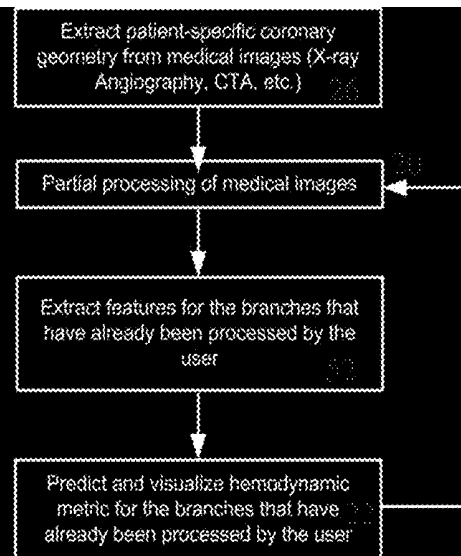 Extract patient-specific coronary
geometry from medical images (X-ray
Angiography, CTA, etc.) 26
Partial processing of medical images
30
Extract features for the branches that
have already been processed by the
user
Predict and visualize hemodynamic
metric for the branches that have
already been processed by the user